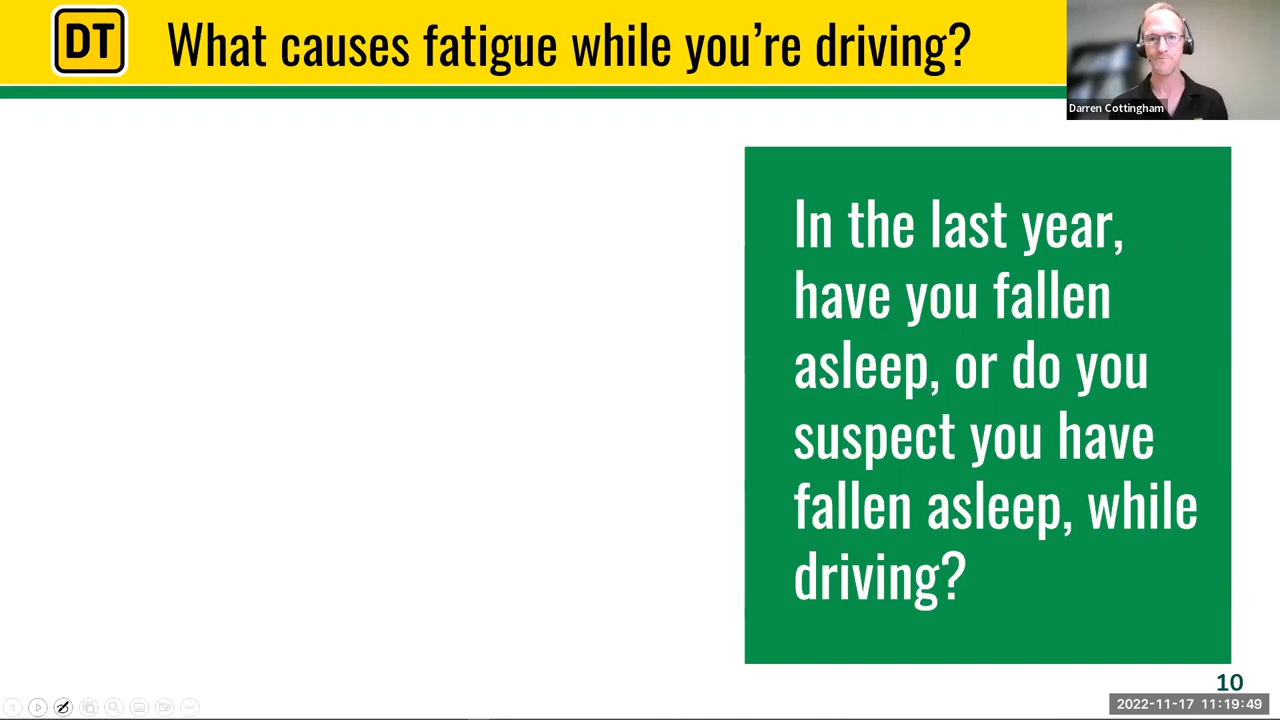 DT
What causes fatigue while you’re driving?
Darren Cottingham
In the last year,
have you fallen
asleep, or do you
suspect you have
fallen asleep, while
driving?
10
2022-11-17 11:19:49